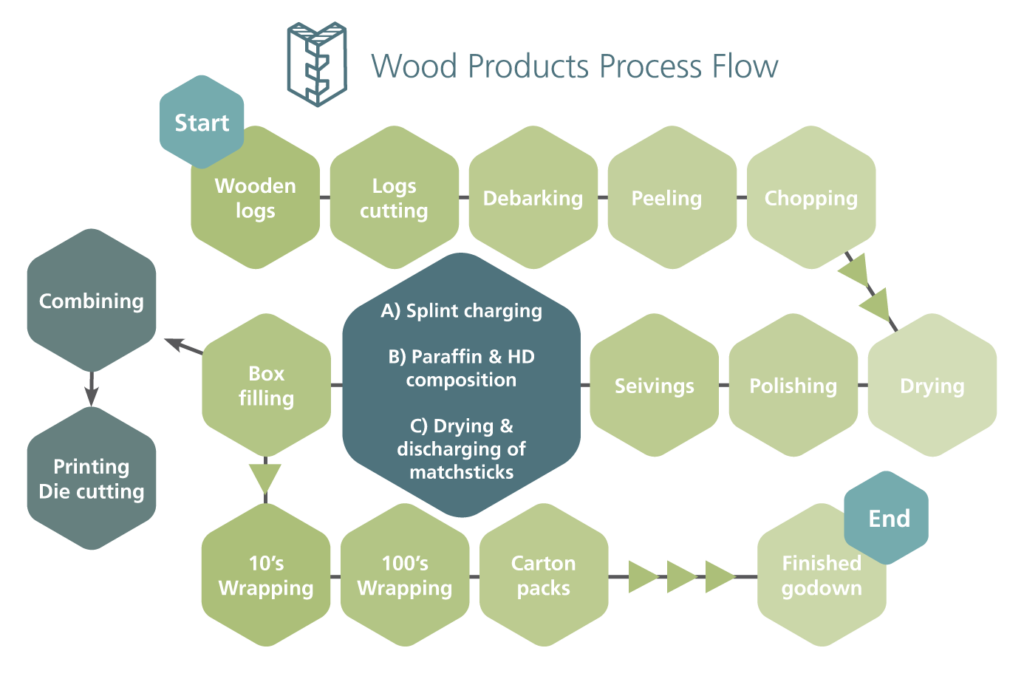 Wood Products Process Flow
Start
Wooden
logs
Logs
cutting
Debarking
Peeling
Chopping
Drying
Polishing
Seivings
A) Splint charging
B) Paraffin & HD
composition
C) Drying &
discharging of
matchsticks
Box
filling
Combining
Printing
Die cutting
10’s
Wrapping
100’s
Wrapping
Carton
packs
Finished
godown
End